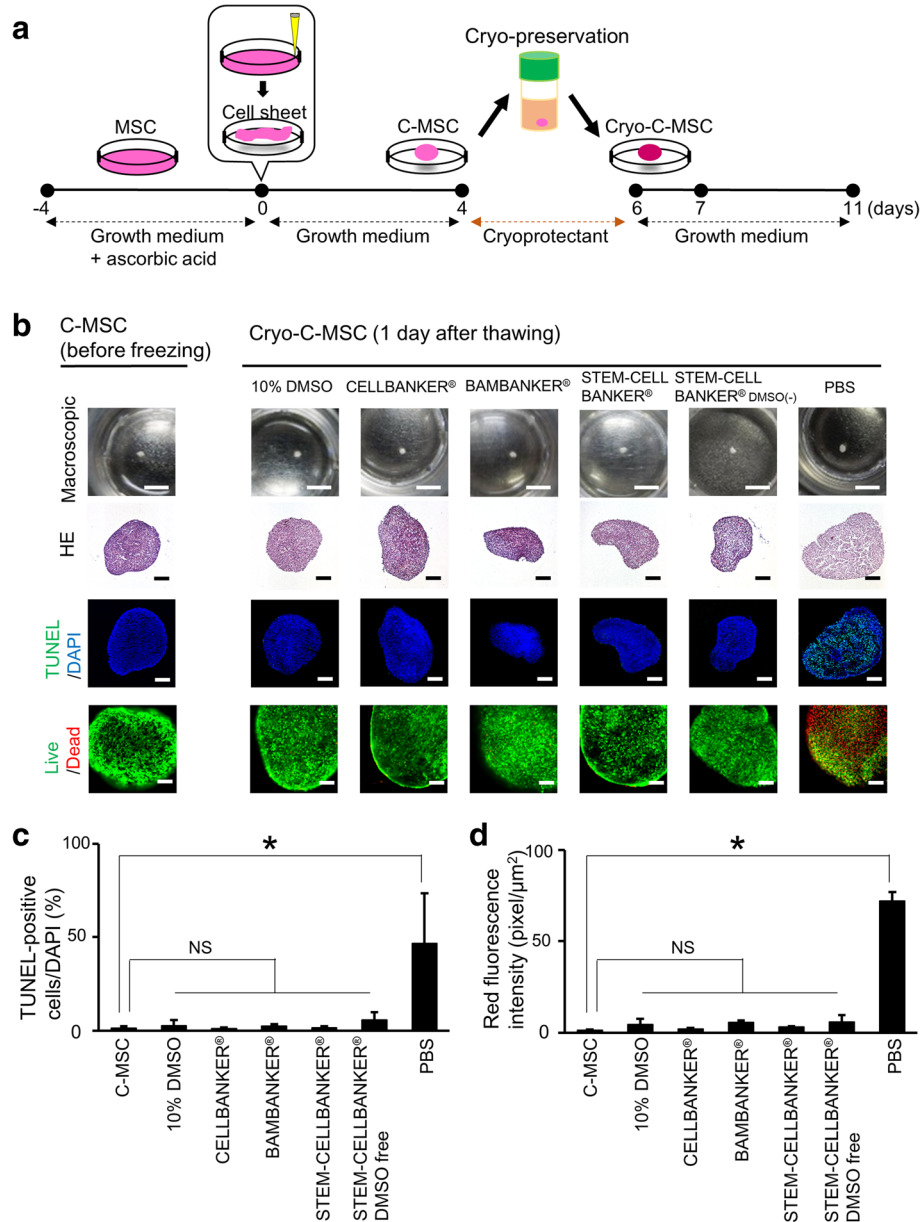 a
Cryo-preservation
Cell sheet
MSC
C-MSC
Cryo-C-MSC
-4
0
4
6
7
11 (days)
Growth medium
+ ascorbic acid
Growth medium
Cryoprotectant
Growth medium
b
C-MSC
(before freezing)
Cryo-C-MSC (1 day after thawing)
10% DMSO
CELLBANKER®
BAMBANKER®
STEM-CELL
BANKER®
STEM-CELL
BANKER® DMSO(-)
PBS
Macroscopic
HE
TUNEL
/DAPI
Live
/Dead
c
TUNEL-positive
cells/DAPI (%)
100
50
0
*
NS
C-MSC
10% DMSO
CELLBANKER®
BAMBANKER®
STEM-CELLBANKER®
STEM-CELLBANKER®
DMSO free
PBS
d
Red fluorescence
intensity (pixel/μm²)
100
50
0
*
NS
C-MSC
10% DMSO
CELLBANKER®
BAMBANKER®
STEM-CELLBANKER®
STEM-CELLBANKER®
DMSO free
PBS